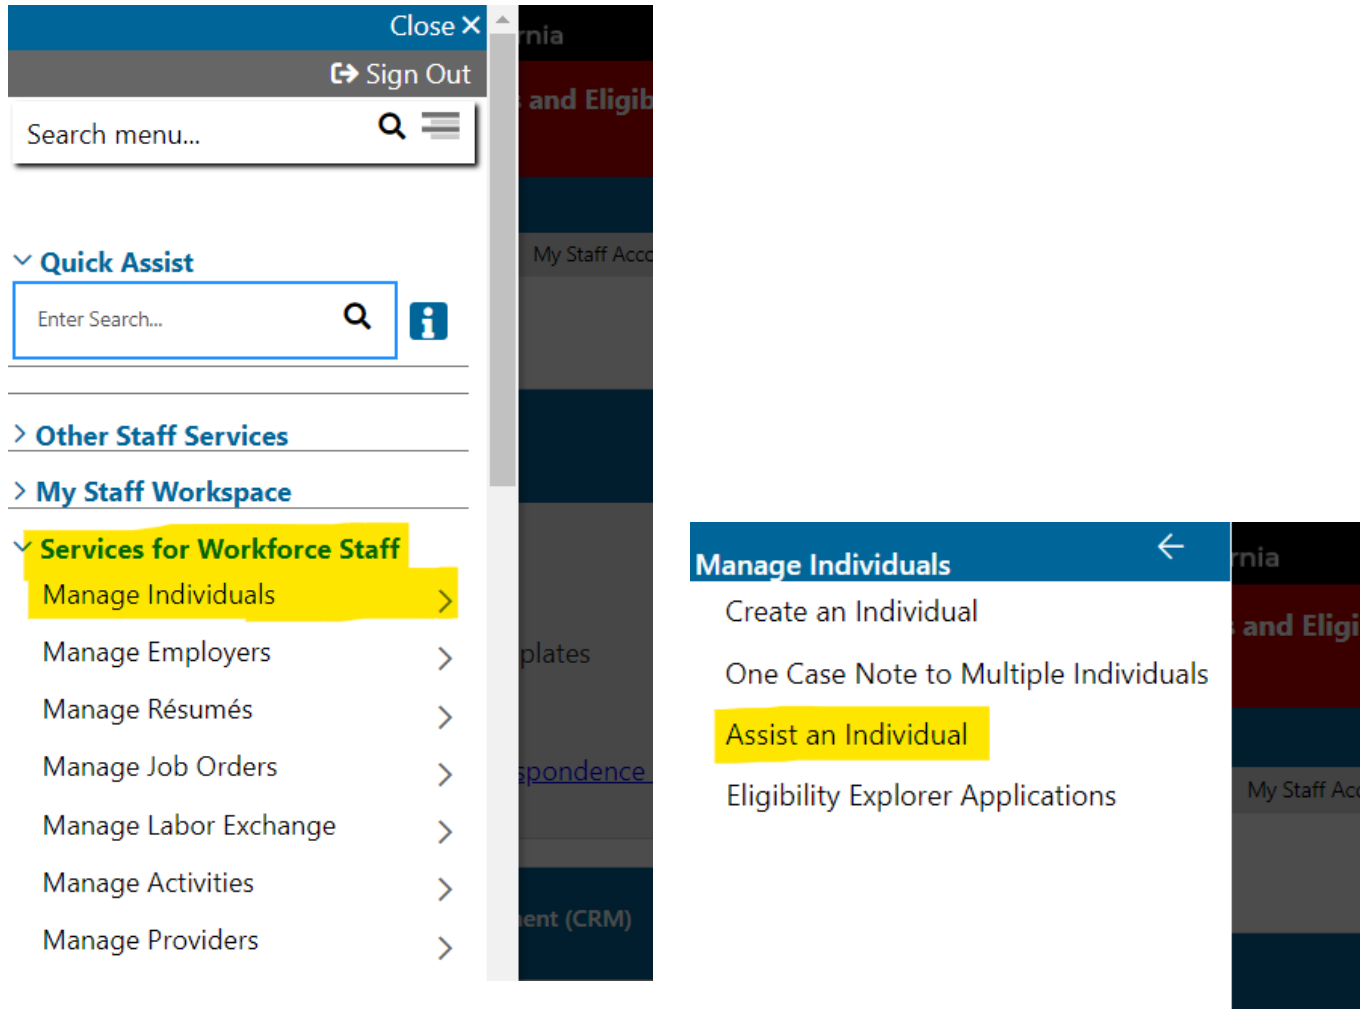 Close ×
Sign Out
Search menu...
Quick Assist
Enter Search...
Other Staff Services
My Staff Workspace
Services for Workforce Staff
Manage Individuals
Manage Employers
Manage Résumés
Manage Job Orders
Manage Labor Exchange
Manage Activities
Manage Providers
rnia
and Eligib
My Staff Acco
plates
spondence
ent (CRM)
Manage Individuals
Create an Individual
One Case Note to Multiple Individuals
Assist an Individual
Eligibility Explorer Applications
rnia
and Eligi
My Staff Acc